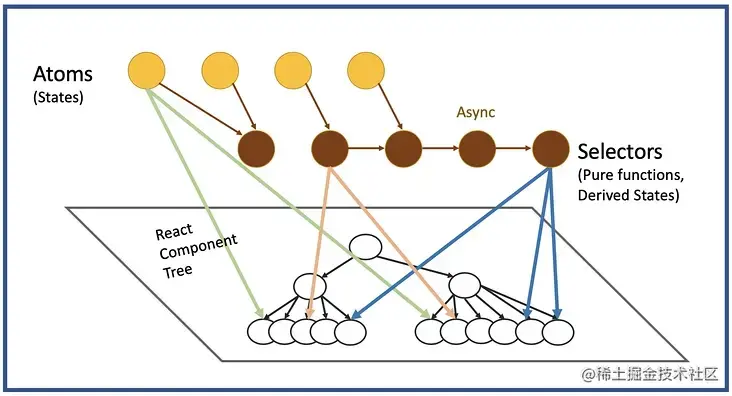 Atoms
(States)
Async
Selectors
(Pure functions,
Derived States)
React
Component
Tree
@稀土掘金技术社区